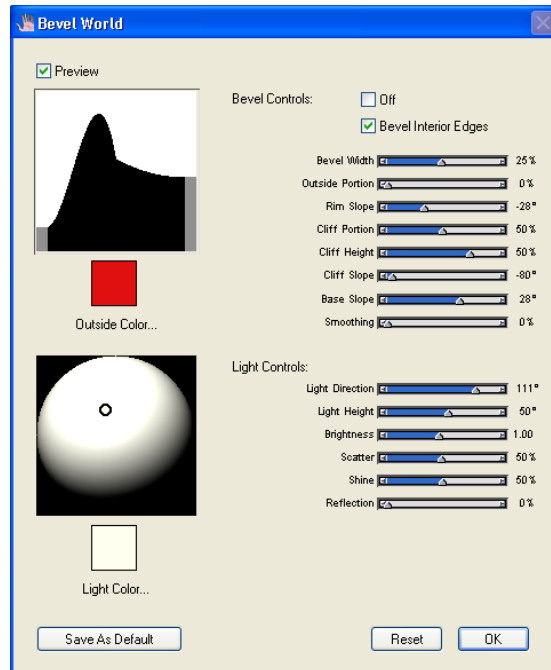 Bevel World
Preview
Bevel Controls:
Off
Bevel Interior Edges
Bevel Width 25%
Outside Portion 0%
Rim Slope -28°
Cliff Portion 50%
Cliff Height 50%
Cliff Slope -80°
Base Slope 28°
Smoothing 0%
Outside Color...
Light Controls:
Light Direction 111°
Light Height 50°
Brightness 1.00
Scatter 50%
Shine 50%
Reflection 0%
Light Color...
Save As Default
Reset
OK